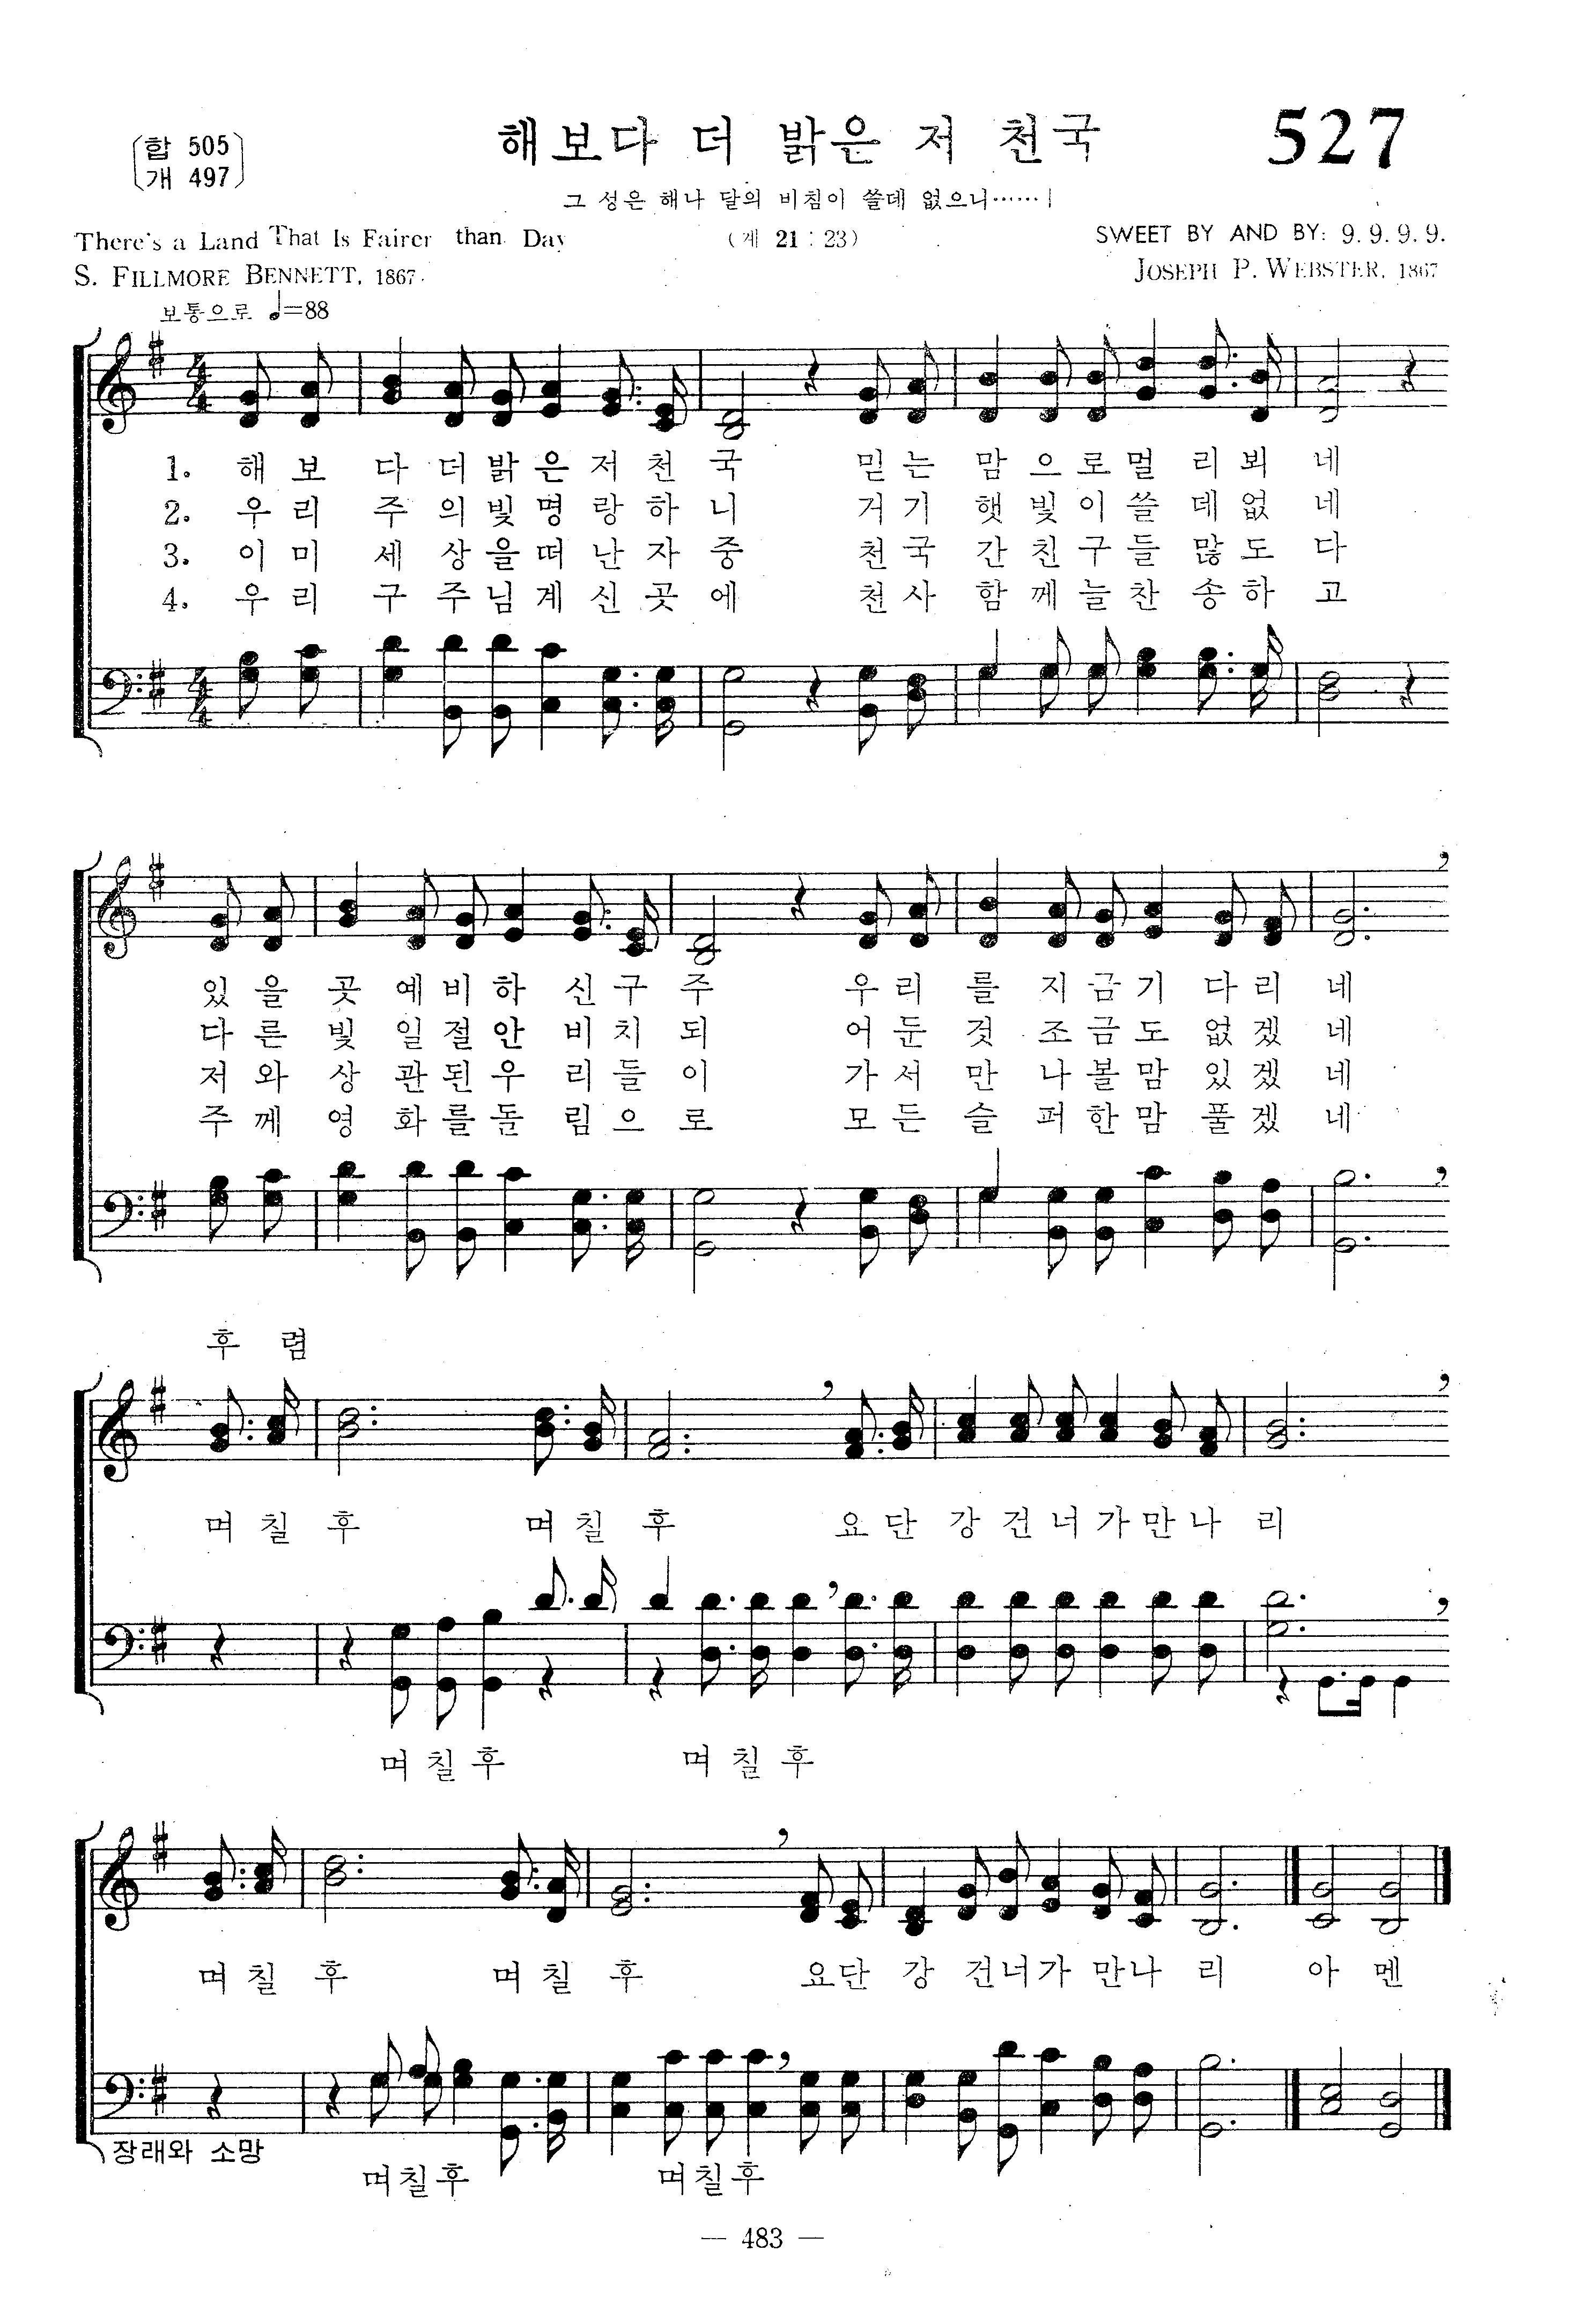 합 505
개 497
해보다 더 밝은 저 천국
527
그 성은 해나 달의 비침이 쓸데 없으니……
There's a Land That Is Fairer than Day
(계 21 : 23)
SWEET BY AND BY: 9. 9. 9. 9.
S. FILLMORE BENNETT, 1867.
JOSEPH P. WEBSTER, 1867
보통으로 =88
1. 해 보 다 더 밝 은 저 천 국 믿 는 맘 으 로 멀 리 뵈 네
2. 우 리 주 의 빛 명 랑 하 니 거 기 햇 빛 이 쓸 데 없 네
3. 이 미 세 상 을 떠 난 자 중 천 국 간 친 구 들 많 도 다
4. 우 리 구 주 님 계 신 곳 에 천 사 함 께 늘 찬 송 하 고
있 을 곳 예 비 하 신 구 주 우 리 를 지 금 기 다 리 네
다 른 빛 일 절 안 비 치 되 어 둔 것 조 금 도 없 겠 네
저 와 상 관 된 우 리 들 이 가 서 만 나 볼 맘 있 겠 네
주 께 영 화 를 돌 림 으 로 모 든 슬 퍼 한 맘 풀 겠 네
후 렴
며 칠 후 며 칠 후 요 단 강 건 너 가 만 나 리
며 칠 후 며 칠 후
며 칠 후 며 칠 후 요 단 강 건 너 가 만 나 리 아 멘
장래와 소망
며 칠 후 며 칠 후
— 483 —